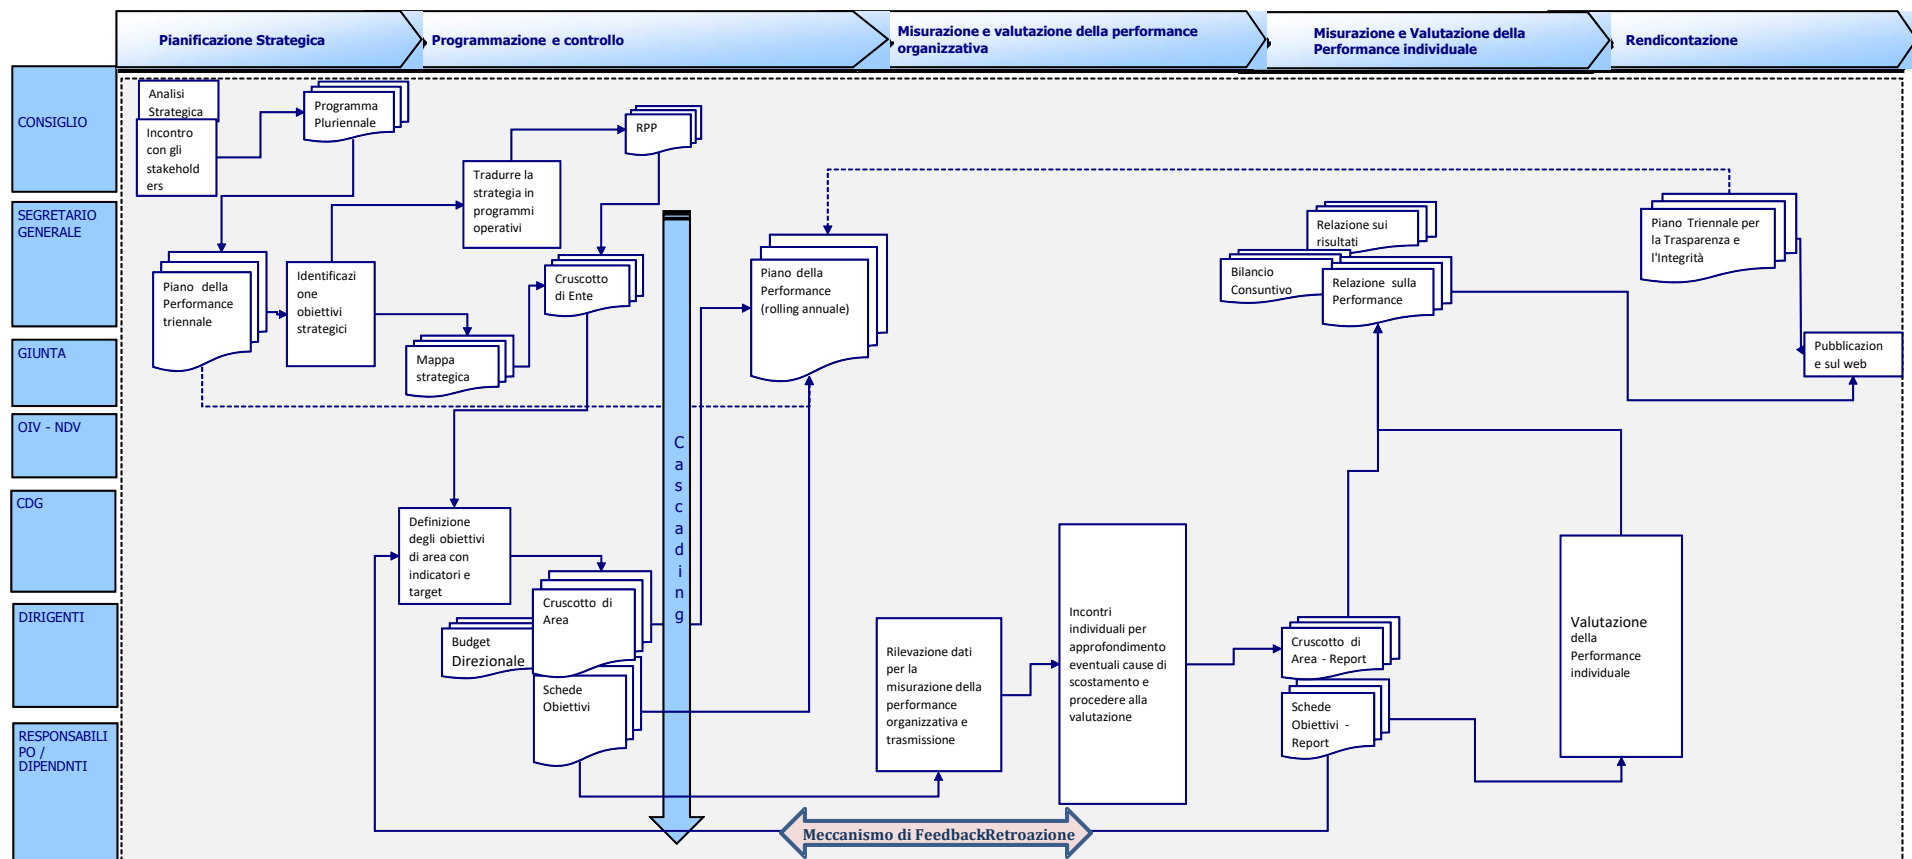 Pianificazione Strategica
Programmazione e controllo
Misurazione e valutazione della performance
organizzativa
Misurazione e Valutazione della
Performance individuale
Rendicontazione
CONSIGLIO
SEGRETARIO
GENERALE
GIUNTA
OIV - NDV
CDG
DIRIGENTI
RESPONSABILI
PO /
DIPENDNTI
Analisi
Strategica
Incontro
con gli
stakehold
ers
Programma
Pluriennale
Piano della
Performance
triennale
Identificazi
one
obiettivi
strategici
Tradurre la
strategia in
programmi
operativi
RPP
Mappa
strategica
Cruscotto
di Ente
Definizione
degli obiettivi
di area con
indicatori e
target
Budget
Direzionale
Cruscotto di
Area
Schede
Obiettivi
C
a
s
c
a
d
i
n
g
Piano della
Performance
(rolling annuale)
Rilevazione dati
per la
misurazione della
performance
organizzativa e
trasmissione
Incontri
individuali per
approfondimento
eventuali cause di
scostamento e
procedere alla
valutazione
Relazione sui
risultati
Bilancio
Consuntivo
Relazione sulla
Performance
Cruscotto di
Area - Report
Schede
Obiettivi -
Report
Valutazione
della
Performance
individuale
Piano Triennale per
la Trasparenza e
l'Integrità
Pubblicazion
e sul web
Meccanismo di FeedbackRetroazione